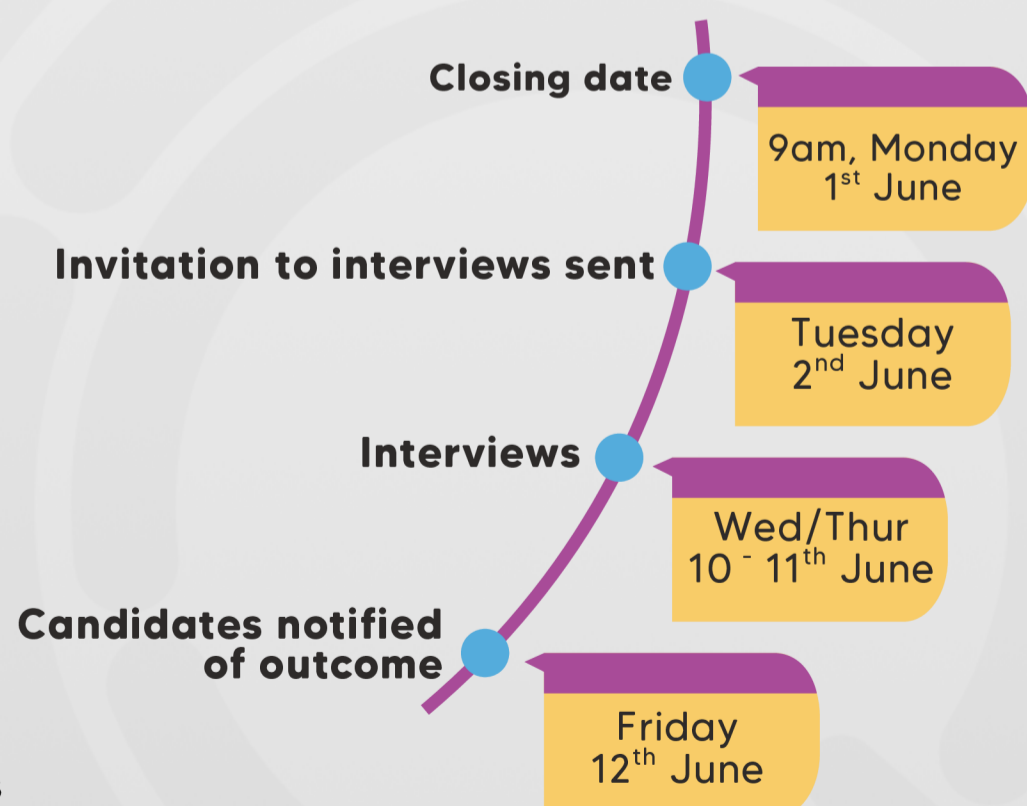 Closing date
9am, Monday
1st June
Invitation to interviews sent
Tuesday
2nd June
Interviews
Wed/Thur
10 - 11th June
Candidates notified
of outcome
Friday
12th June